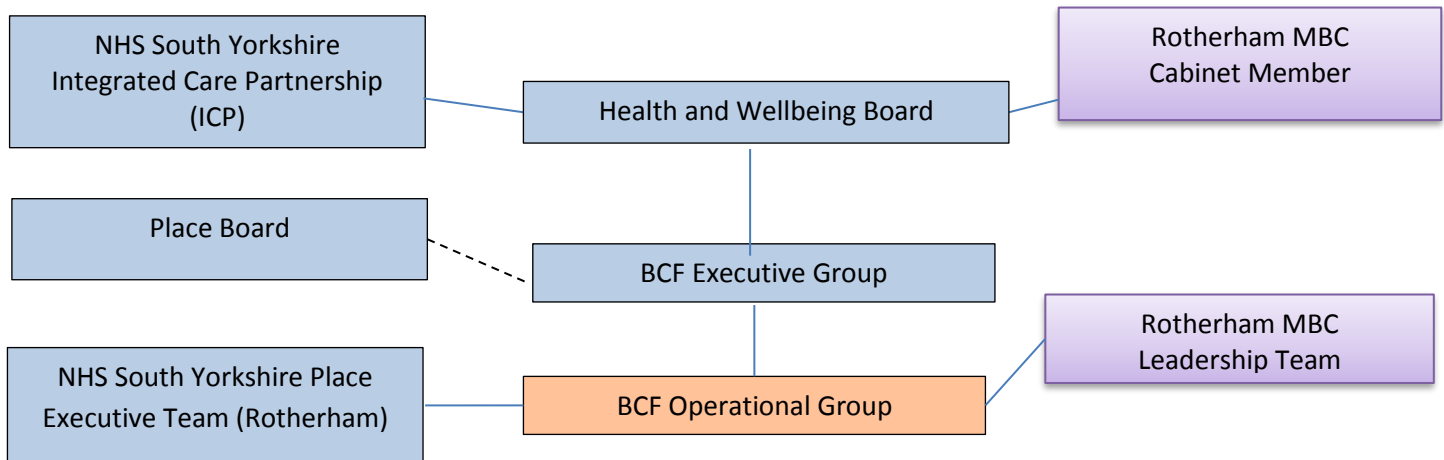 NHS South Yorkshire
Integrated Care Partnership
(ICP)
Health and Wellbeing Board
Rotherham MBC
Cabinet Member
Place Board
BCF Executive Group
NHS South Yorkshire Place
Executive Team (Rotherham)
BCF Operational Group
Rotherham MBC
Leadership Team